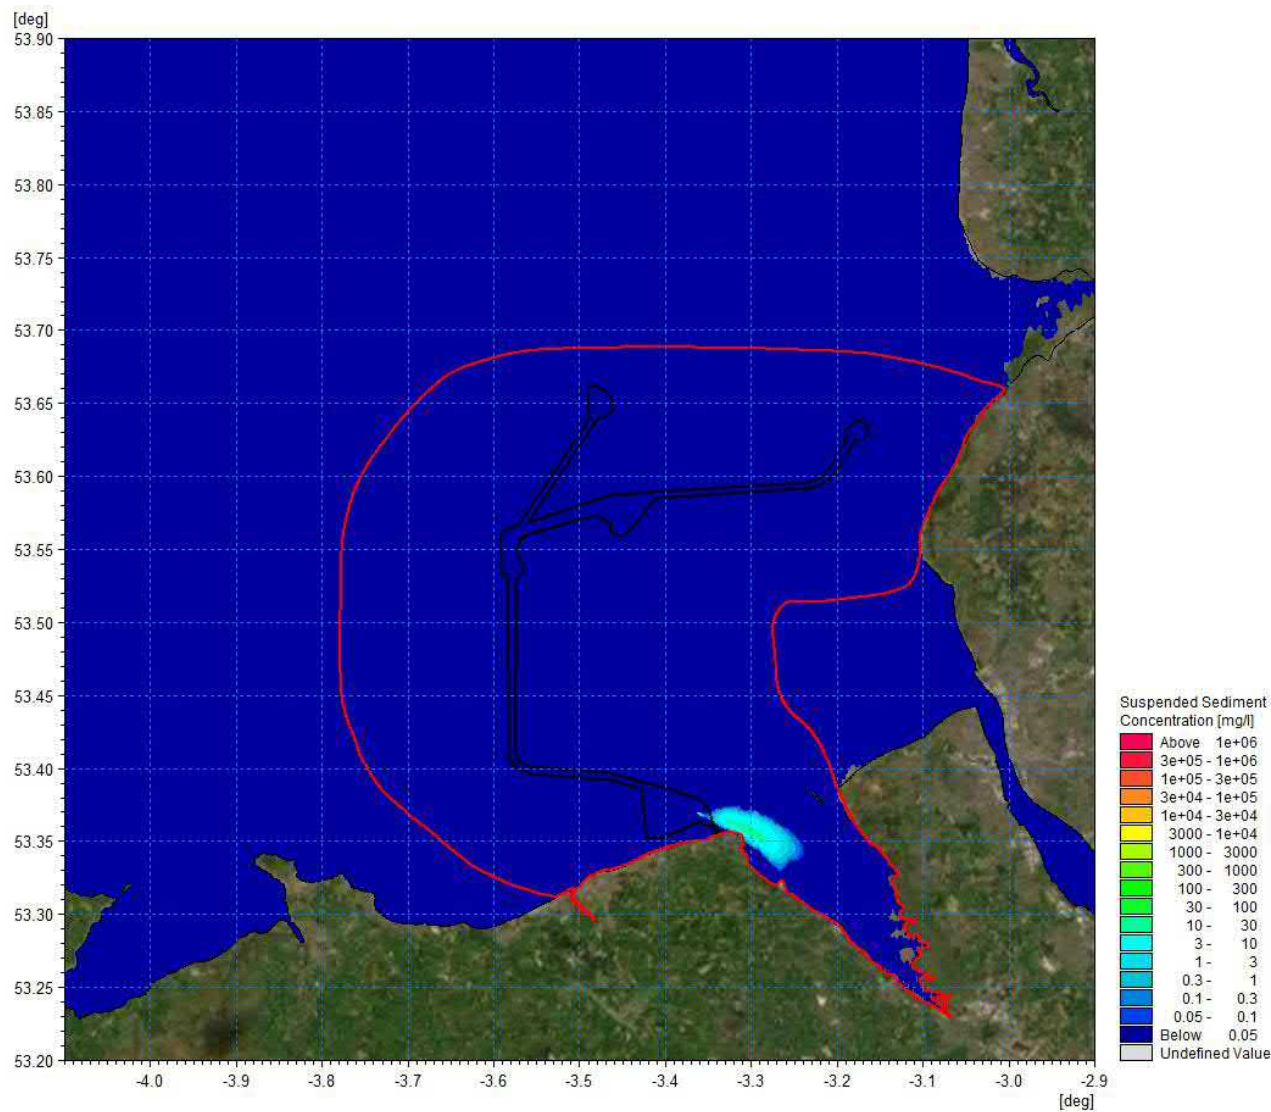 [deg]
53.90
53.85
53.80
53.75
53.70
53.65
53.60
53.55
53.50
53.45
53.40
53.35
53.30
53.25
53.20
-4.0 -3.9 -3.8 -3.7 -3.6 -3.5 -3.4 -3.3 -3.2 -3.1 -3.0 -2.9
[deg]
Suspended Sediment
Concentration [mg/l]
Above 1e+06
3e+05 - 1e+06
1e+05 - 3e+05
3e+04 - 1e+05
1e+04 - 3e+04
3000 - 1e+04
1000 - 3000
300 - 1000
100 - 300
30 - 100
10 - 30
3 - 10
1 - 3
0.3 - 1
0.1 - 0.3
0.05 - 0.1
Below 0.05
Undefined Value